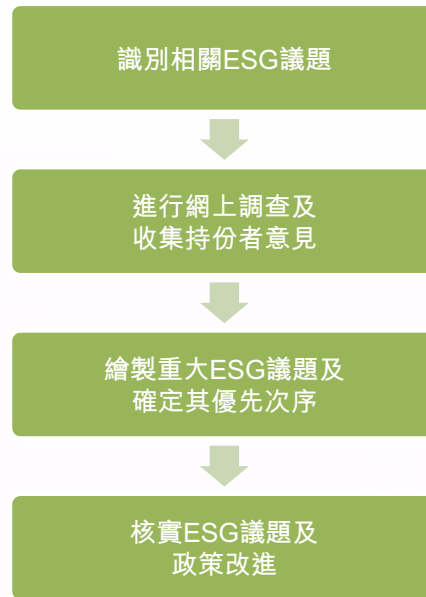 識別相關ESG議題
進行網上調查及
收集持份者意見
繪製重大ESG議題及
確定其優先次序
核實ESG議題及
政策改進